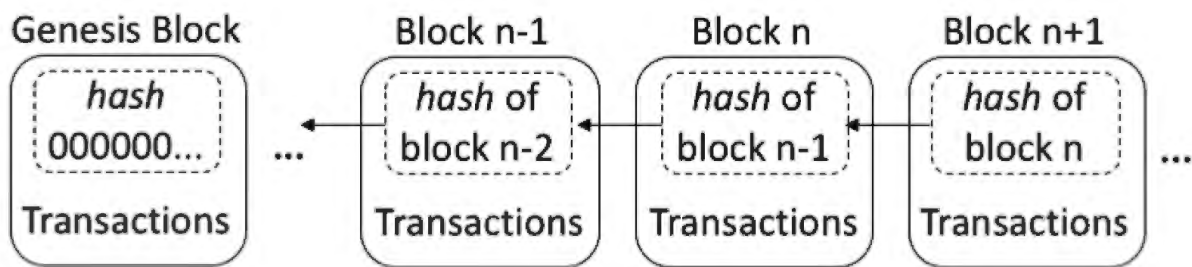 Genesis Block
hash
000000...
Transactions
...
Block n-1
hash of
block n-2
Transactions
Block n
hash of
block n-1
Transactions
Block n+1
hash of
block n
Transactions
...